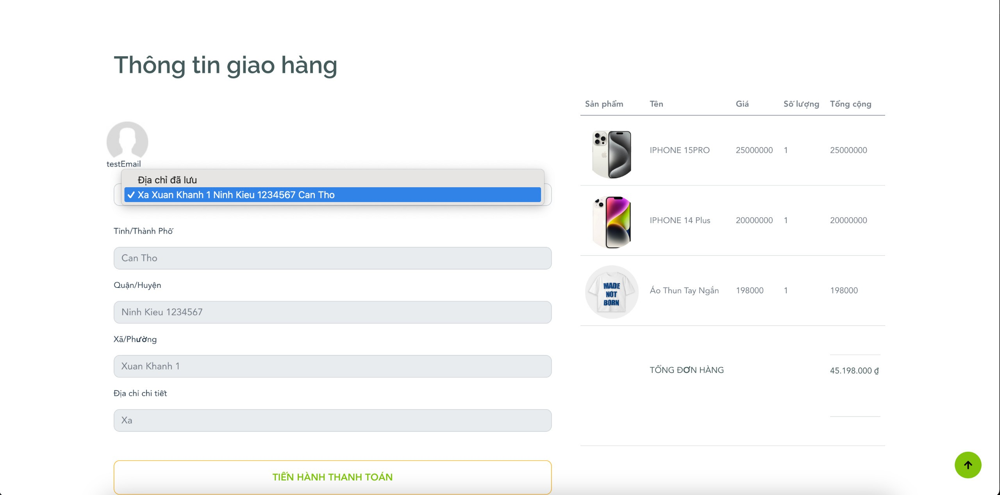 Thông tin giao hàng
testEmail
Địa chỉ đã lưu
✓ Xa Xuan Khanh 1 Ninh Kieu 1234567 Can Tho
Tỉnh/Thành Phố
Can Tho
Quận/Huyện
Ninh Kieu 1234567
Xã/Phường
Xuan Khanh 1
Địa chỉ chi tiết
Xa
TIẾN HÀNH THANH TOÁN
Sản phẩm Tên Giá Số lượng Tổng cộng
IPHONE 15PRO 25000000 1 25000000
IPHONE 14 Plus 20000000 1 20000000
MADE
NOT
BORN
Áo Thun Tay Ngắn 198000 1 198000
TỔNG ĐƠN HÀNG 45.198.000 ₫